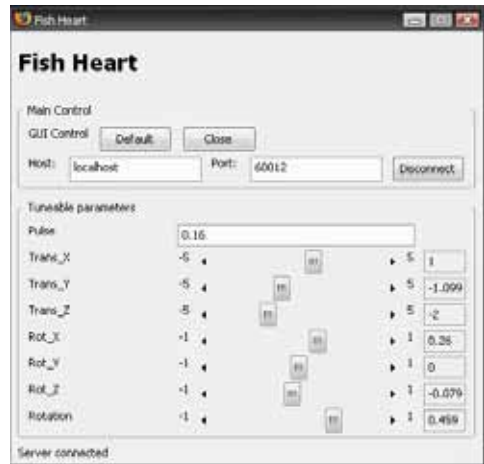 Fish Heart
Fish Heart
Main Control
GUI Control Default Close
Host: localhost Port: 60012 Disconnect
Tuneable parameters
Pulse 0.16
Trans_X -5 5 1
Trans_Y -5 5 -1.099
Trans_Z -5 5 -2
Rot_X -1 1 0.26
Rot_Y -1 1 0
Rot_Z -1 1 -0.079
Rotation -1 1 0.459
Server connected